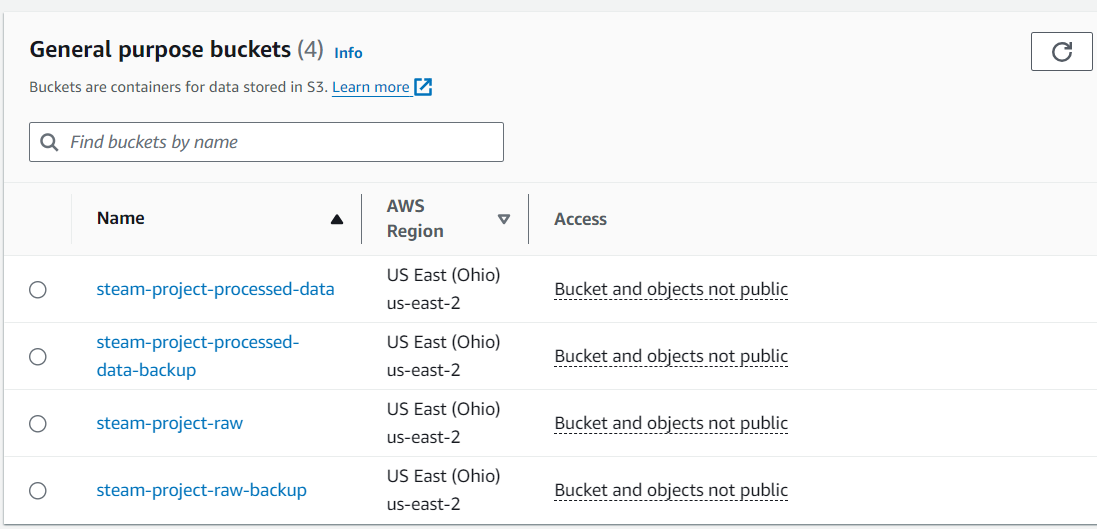 General purpose buckets (4) Info
Buckets are containers for data stored in S3. Learn more
Find buckets by name
Name
AWS
Region
Access
steam-project-processed-data
US East (Ohio)
us-east-2
Bucket and objects not public
steam-project-processed-
data-backup
US East (Ohio)
us-east-2
Bucket and objects not public
steam-project-raw
US East (Ohio)
us-east-2
Bucket and objects not public
steam-project-raw-backup
US East (Ohio)
us-east-2
Bucket and objects not public